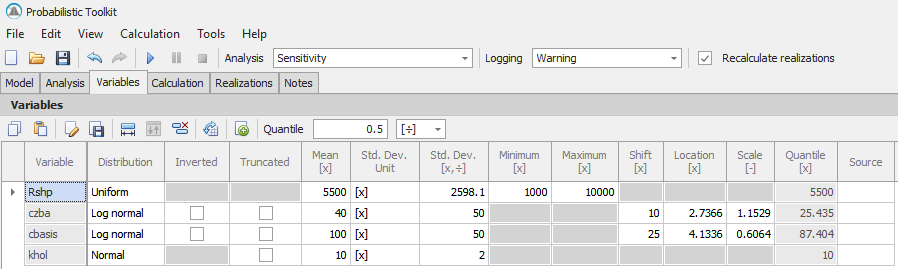 Probabilistic Toolkit
File Edit View Calculation Tools Help
Analysis Sensitivity Logging Warning Recalculate realizations
Model Analysis Variables Calculation Realizations Notes
Variables
Quantile 0.5 [÷]
Variable Distribution Inverted Truncated Mean [x] Std. Dev. Unit Std. Dev. [x,÷] Minimum [x] Maximum [x] Shift [x] Location [x] Scale [-] Quantile [x] Source
Rshp Uniform 5500 [x] 2598.1 1000 10000 5500
czba Log normal 40 [x] 50 10 2.7366 1.1529 25.435
cbasis Log normal 100 [x] 50 25 4.1336 0.6064 87.404
khol Normal 10 [x] 2 10